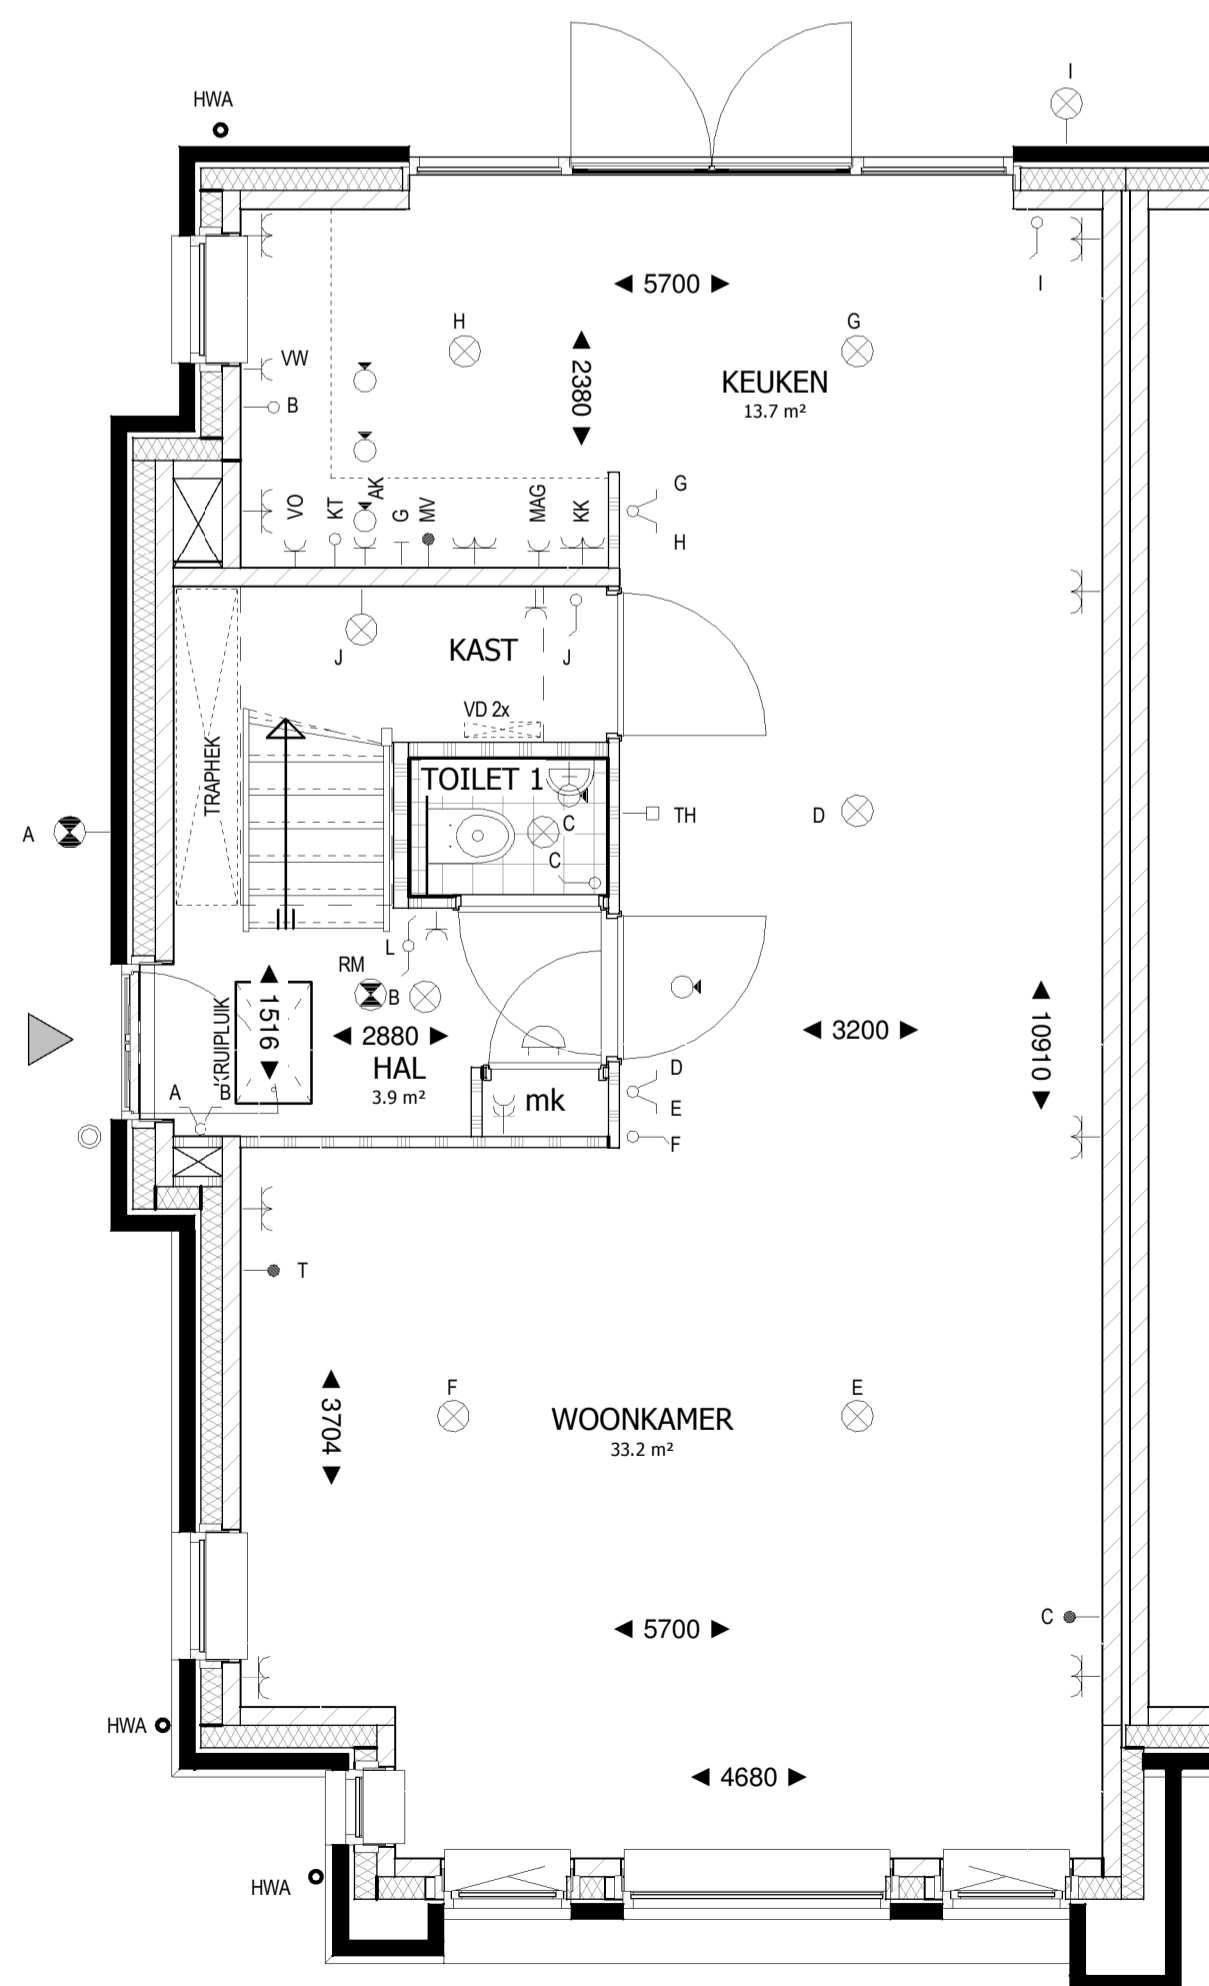 I
HWA
◄ 5700 ►
I
H
G
◄ 2380 ►
KEUKEN
13.7 m²
VW
B
VO
KT
AK
G
MV
MAG
KK
G
H
J
KAST
J
VD 2x
TRAPHEK
TOILET 1
A
C
C
TH
D
L
RM
B
KRUIPLUIK
◄ 1516 ►
◄ 2880 ►
HAL
3.9 m²
◄ 3200 ►
◄ 10910 ►
A
B
mk
D
E
F
T
◄ 3704 ►
F
E
WOONKAMER
33.2 m²
C
◄ 5700 ►
HWA
◄ 4680 ►
HWA